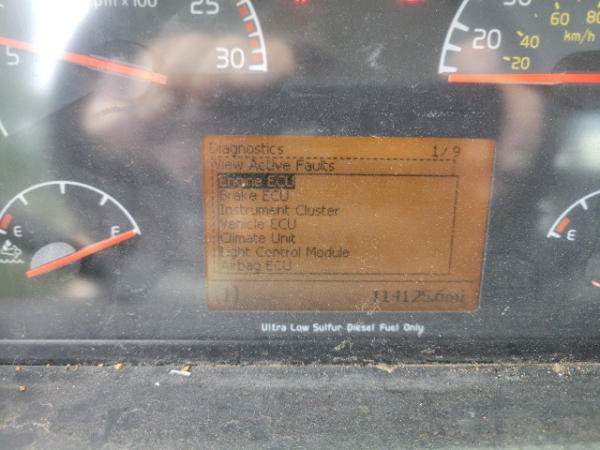 x 100 25
30
5
20
40
20
60
80
km/h
Diagnostics 1/9
View Active Faults
Engine ECU
Brake ECU
Instrument Cluster
Vehicle ECU
Climate Unit
Light Control Module
Airbag ECU
E F
E
114125.6mi
Ultra Low Sulfur Diesel Fuel Only